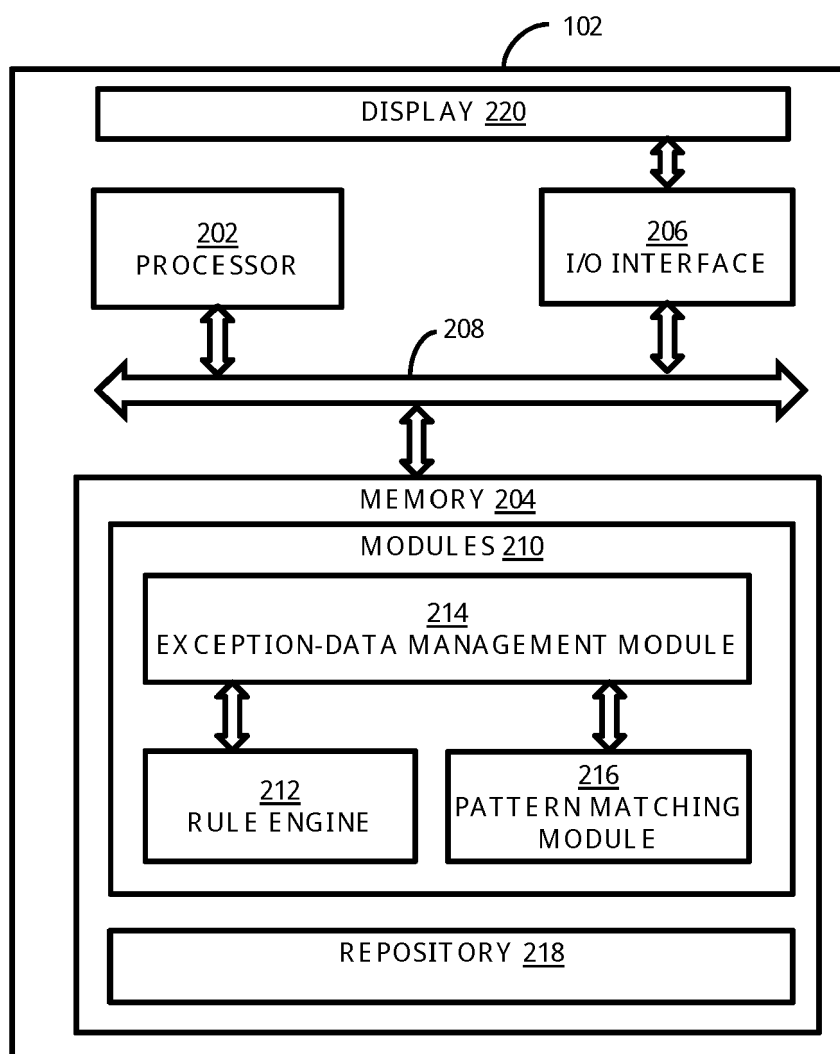 102
DISPLAY 220
202
PROCESSOR
206
I/O INTERFACE
208
MEMORY 204
MODULES 210
214
EXCEPTION-DATA MANAGEMENT MODULE
212
RULE ENGINE
216
PATTERN MATCHING
MODULE
REPOSITORY 218